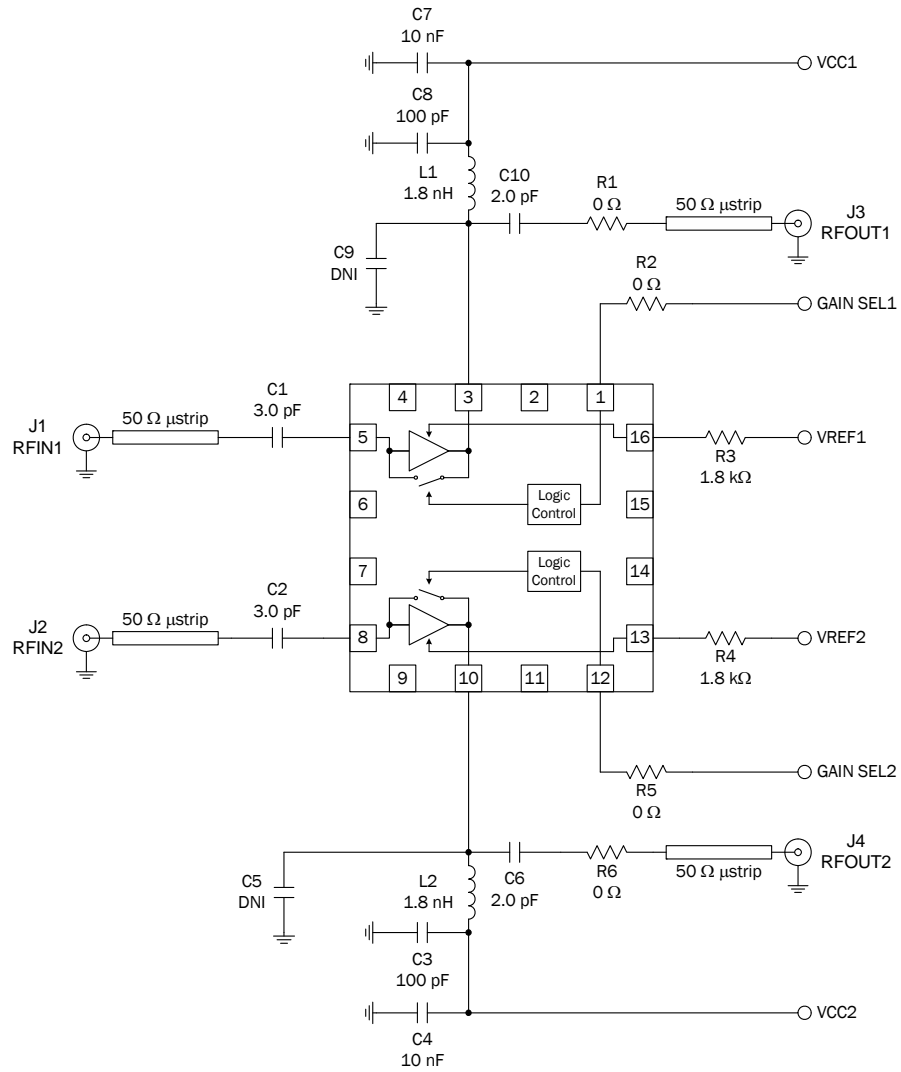 C7
10 nF
VCC1
C8
100 pF
L1
1.8 nH
C10
2.0 pF
R1
0 Ω
50 Ω μstrip
J3
RFOUT1
C9
DNI
R2
0 Ω
GAIN SEL1
4
3
2
1
J1
RFIN1
50 Ω μstrip
C1
3.0 pF
5
16
R3
1.8 kΩ
VREF1
6
Logic
Control
15
7
Logic
Control
14
J2
RFIN2
50 Ω μstrip
C2
3.0 pF
8
13
R4
1.8 kΩ
VREF2
9
10
11
12
R5
0 Ω
GAIN SEL2
C5
DNI
L2
1.8 nH
C6
2.0 pF
R6
0 Ω
50 Ω μstrip
J4
RFOUT2
C3
100 pF
C4
10 nF
VCC2